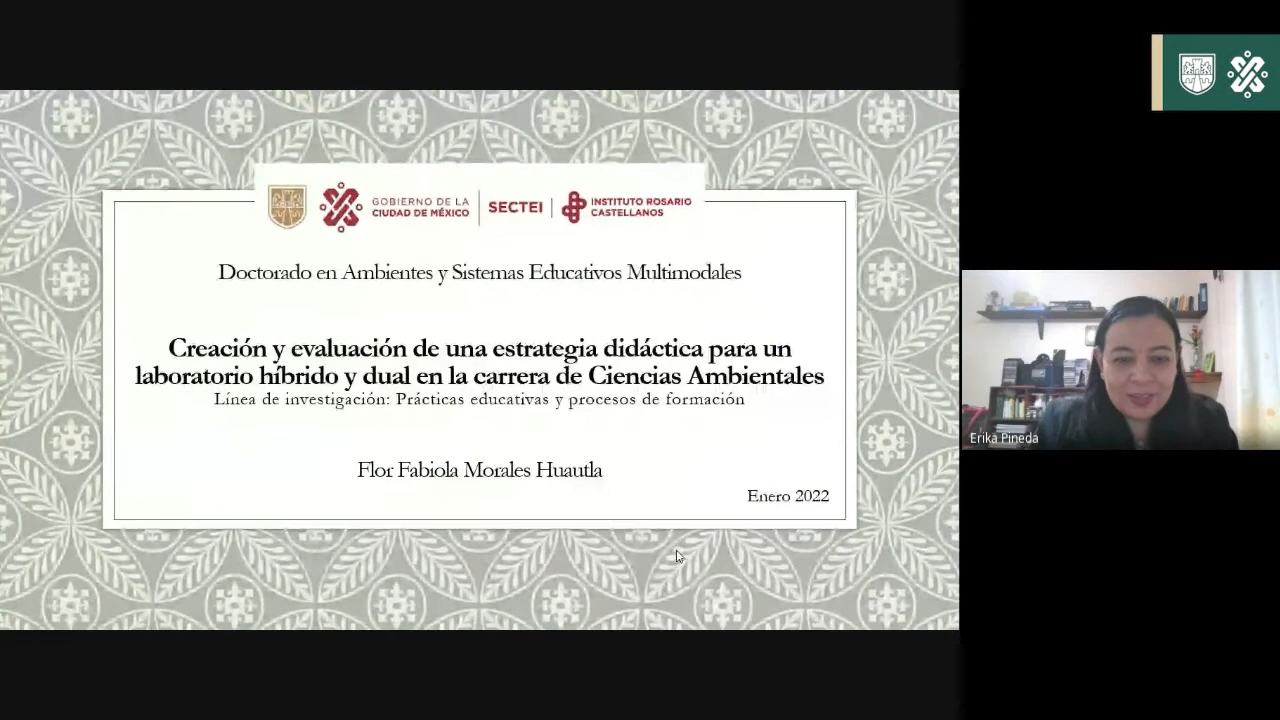 GOBIERNO DE LA
CIUDAD DE MÉXICO
SECTEI
INSTITUTO ROSARIO
CASTELLANOS
Doctorado en Ambientes y Sistemas Educativos Multimodales
Creación y evaluación de una estrategia didáctica para un
laboratorio híbrido y dual en la carrera de Ciencias Ambientales
Línea de investigación: Prácticas educativas y procesos de formación
Flor Fabiola Morales Huautla
Enero 2022
Erika Pineda